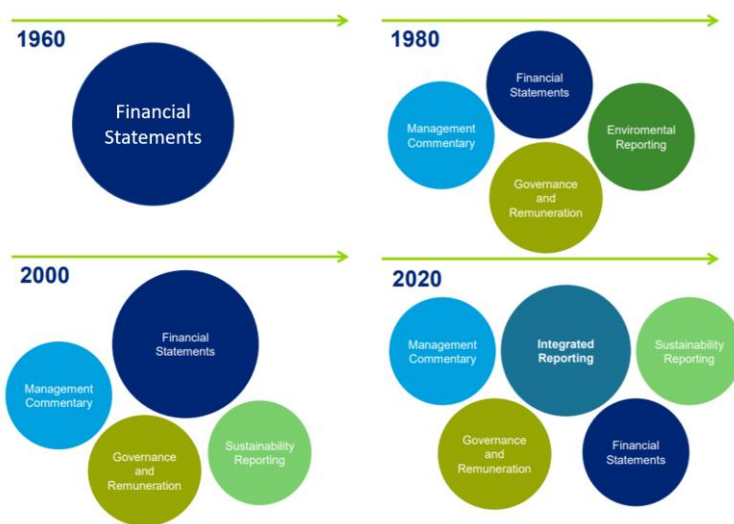 1960
Financial
Statements
1980
Financial
Statements
Management
Commentary
Enviromental
Reporting
Governance
and
Remuneration
2000
Financial
Statements
Management
Commentary
Governance
and
Remuneration
Sustainability
Reporting
2020
Management
Commentary
Integrated
Reporting
Sustainability
Reporting
Governance
and
Remuneration
Financial
Statements